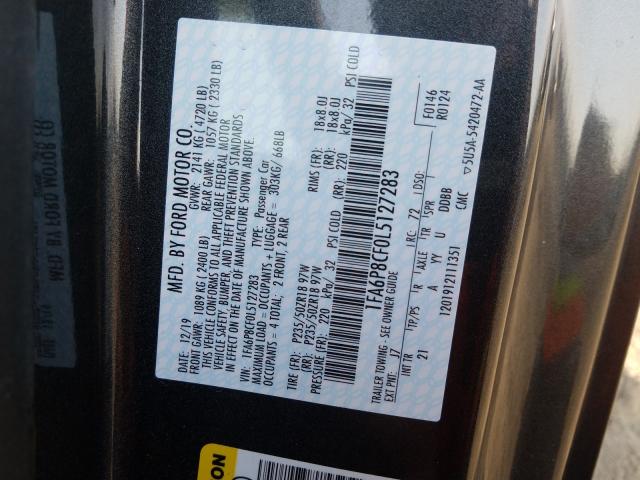 MFD. BY FORD MOTOR CO.
DATE: 12/19 GVWR: 2141 KG ( 4720 LB)
FRONT GAWR: 1089 KG ( 2400 LB) REAR GAWR: 1057 KG ( 2330 LB)
VEHICLE CONFORMS TO ALL APPLICABLE FEDERAL MOTOR
VEHICLE SAFETY, BUMPER, AND THEFT PREVENTION STANDARDS
IN EFFECT ON THE DATE OF MANUFACTURE SHOWN ABOVE.
VIN: 1FA6P8CF0L5127283 TYPE: Passenger Car
MAXIMUM LOAD = OCCUPANTS + LUGGAGE = 303KG/ 668LB
OCCUPANTS = 4 TOTAL; 2 FRONT, 2 REAR
TIRE (FR): P235/50ZR18 97W RIMS (FR): 18x8.0J
(RR): P235/50ZR18 97W (RR): 18x8.0J
PRESSURE (FR): 220 kPa/ 32 PSI COLD (RR): 220 kPa/ 32 PSI COLD
1FA6P8CF0L5127283
TRAILER TOWING – SEE OWNERS GUIDE
EXT PNT: J7 RC: 72 LDSO: F0146
R0124
INT TR TP/PS R AXLE TR SPR
21 A YY U DDBB
1201912111351 CMC ▽5U5A-5420472-AA
ION